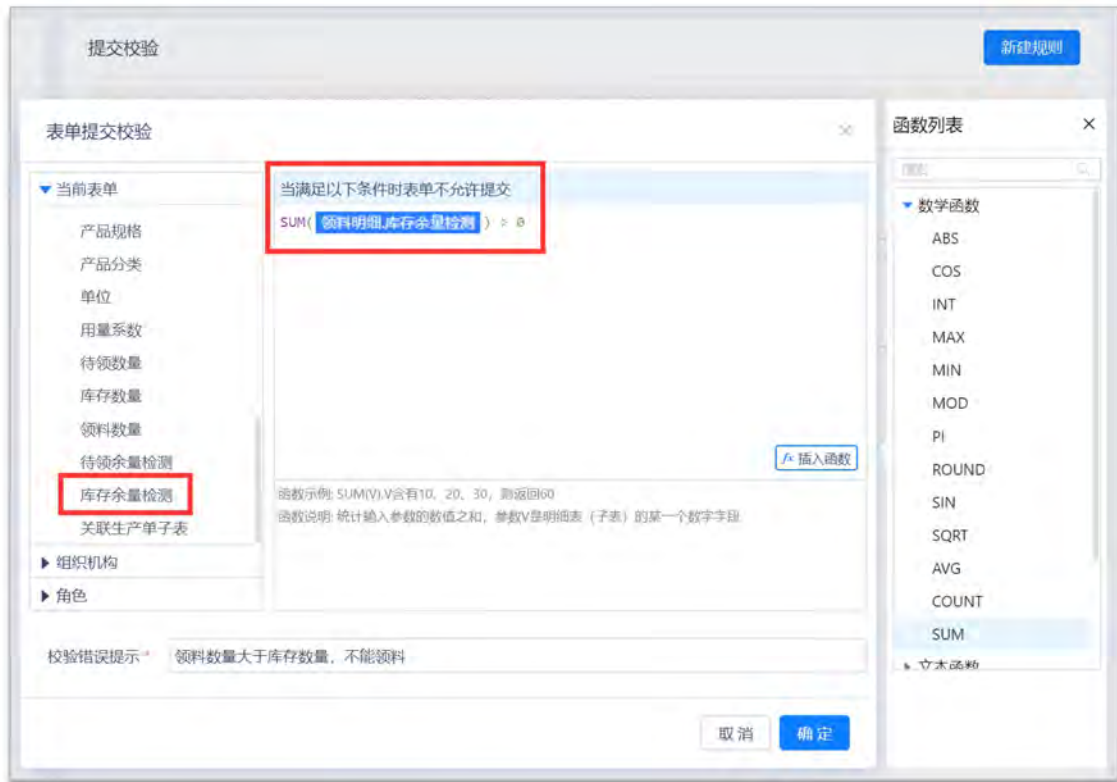 提交校验
新建规则
表单提交校验
当前表单
产品规格
产品分类
单位
用量系数
待领数量
库存数量
领料数量
待领余量检测
库存余量检测
关联生产单子表
组织机构
角色
当满足以下条件时表单不允许提交
SUM( 领料明细.库存余量检测 ) > 0
fx 插入函数
函数示例: SUM(V).V含有10、20、30，则返回60
函数说明: 统计输入参数的数值之和，参数V是明细表（子表）的某一个数字字段
校验错误提示* 领料数量大于库存数量，不能领料
取消
确定
函数列表
数学函数
ABS
COS
INT
MAX
MIN
MOD
PI
ROUND
SIN
SQRT
AVG
COUNT
SUM
文本函数